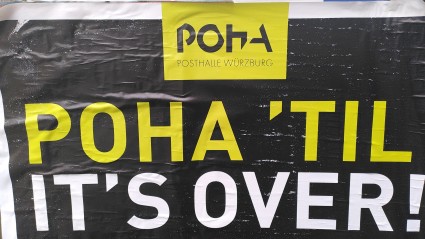 POHA
POSTHALLE WÜRZBURG
POHA 'TIL
IT'S OVER!